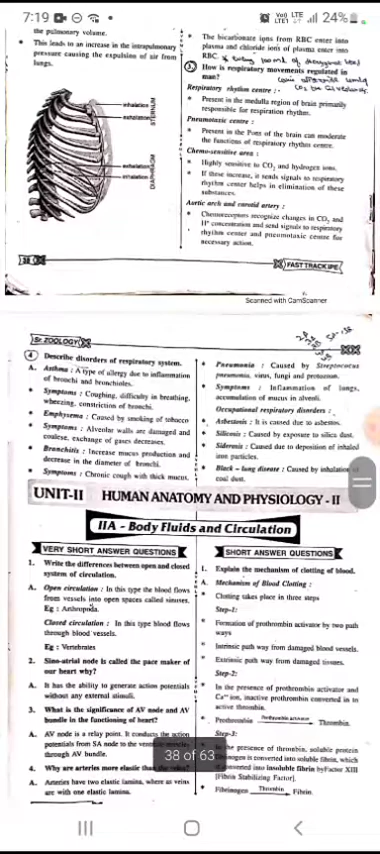 7:19
Voo) LTE
LTE1
24%
the pulmonary volume.
This leads to an increase in the intrapulmonary
pressure causing the expulsion of air from
lungs.
inhalation
exhalation
STERNUM
exhalation
inhalation
DIAPHRAGM
The bicarbonate ions from RBC enter into
plasma and chloride ions of plasma enter into
RBC.
3. How is respiratory movements regulated in
man?
Respiratory rhythm centre :
Present in the medulla region of brain primarily
responsible for respiration rhythm.
Pneumotaxic centre :
Present in the Pons of the brain can moderate
the functions of respiratory rhythm centre.
Chemo-sensitive area :
Highly sensitive to CO2 and hydrogen ions.
If these increase, it sends signals to respiratory
rhythm center helps in elimination of these
substances.
Aortic arch and carotid artery :
Chemoreceptors recognize changes in CO2 and
H+ concentration and send signals to respiratory
rhythm center and pneomotaxic centre for
necessary action.
38
FAST TRACK IPE
Scanned with CamScanner
Sr. ZOOLOGY
4 Describe disorders of respiratory system.
A. Asthma : A type of allergy due to inflammation
of bronchi and bronchioles.
Symptoms : Coughing, difficulty in breathing,
wheezing, constriction of bronchi.
Emphysema : Caused by smoking of tobacco
Symptoms : Alveolar walls are damaged and
coalese, exchange of gases decreases.
Bronchitis : Increase mucus production and
decrease in the diameter of bronchi.
Symptoms : Chronic cough with thick mucus.
Pneumonia : Caused by Streptococus
pneumonia, virus, fungi and protozoan.
Symptoms : Inflammation of lungs,
accumulation of mucus in alveoli.
Occupational respiratory disorders :
Asbestosis : It is caused due to asbestos.
Silicosis : Caused by exposure to silica dust.
Siderosis : Caused due to deposition of inhaled
iron particles.
Black - lung disease : Caused by inhalation of
coal dust.
UNIT-II HUMAN ANATOMY AND PHYSIOLOGY - II
IIA - Body Fluids and Circulation
VERY SHORT ANSWER QUESTIONS
1. Write the differences between open and closed
system of circulation.
A. Open circulation : In this type the blood flows
from vessels into open spaces called sinuses.
Eg : Arthropoda.
Closed circulation : In this type blood flows
through blood vessels.
Eg : Vertebrates
2. Sino-atrial node is called the pace maker of
our heart why?
A. It has the ability to generate action potentials
without any external stimuli.
3. What is the significance of AV node and AV
bundle in the functioning of heart?
A. AV node is a relay point. It conducts the action
potentials from SA node to the
through AV bundle.
4. Why are arteries more elastic than
A. Arteries have two elastic lamina, where as veins
are with one elastic lamina.
SHORT ANSWER QUESTIONS
1. Explain the mechanism of clotting of blood.
A. Mechanism of Blood Clotting :
Clotting takes place in three steps
Step-1:
Formation of prothrombin activator by two path
ways
Intrinsic path way from damaged blood vessels.
Extrinsic path way from damaged tissues.
Step-2:
In the presence of prothrombin activator and
Ca++ ion, inactive prothrombin converted in to
active thrombin.
Prothrombin Prothrombin activator Thrombin.
Step-3:
In the presence of thrombin, soluble protein
is converted into soluble fibrin, which
converted into insoluble fibrin by Factor XIII
[Fibrin Stabilizing Factor].
Fibrinogen Thrombin Fibrin.
38 of 63